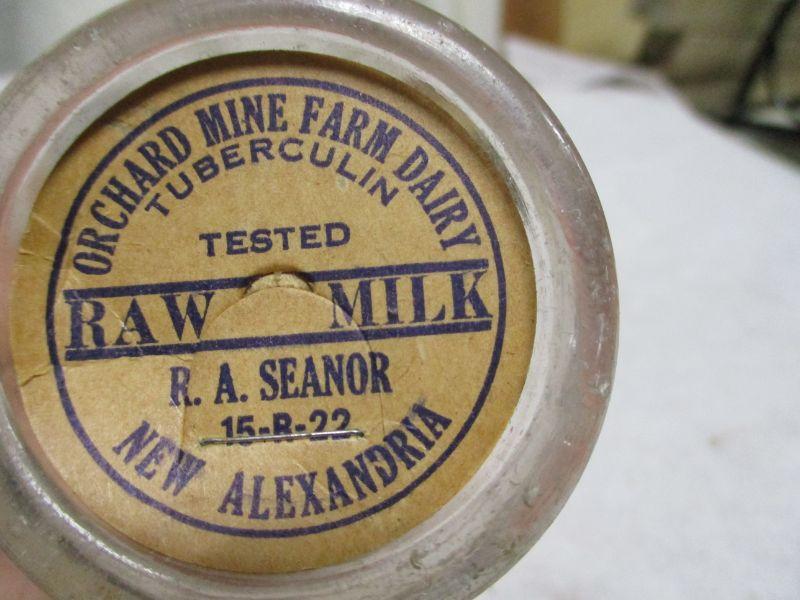 ORCHARD MINE FARM DAIRY
TUBERCULIN
TESTED
RAW MILK
R. A. SEANOR
15-R-22
NEW ALEXANDRIA